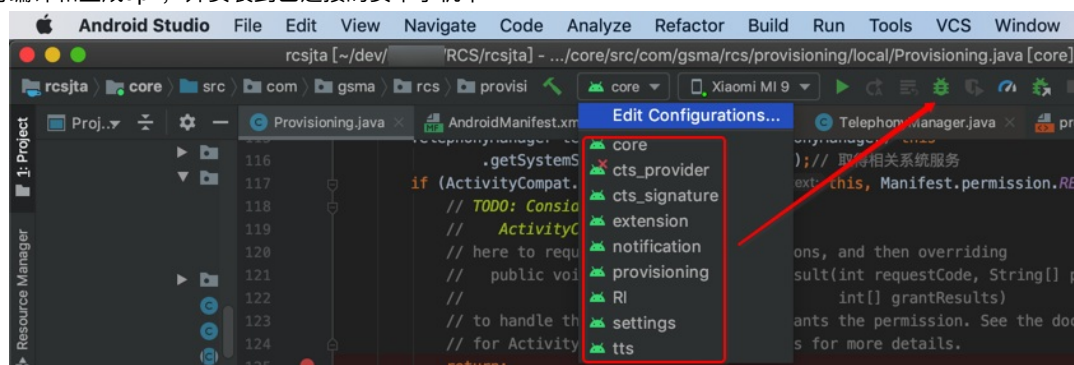 Android Studio File Edit View Navigate Code Analyze Refactor Build Run Tools VCS Window
rcsjta [~/dev/ /RCS/rcsjta] - .../core/src/com/gsma/rcs/provisioning/local/Provisioning.java [core]
rcsjta core src com gsma rcs provisi core Xiaomi MI 9
1: Project
Resource Manager
Proj..
Provisioning.java AndroidManifest.xm TelephonyManager.java pr
Edit Configurations...
core
cts_provider
cts_signature
extension
notification
provisioning
RI
settings
tts
116 .getSystemS );// 取得相关系统服务
117 if (ActivityCompat. this, Manifest.permission.RE
118 // TODO: Consid
119 // ActivityC
120 // here to requ ons, and then overriding
121 // public voi sult(int requestCode, String[] p
122 // int[] grantResults)
123 // to handle th ants the permission. See the doc
124 // for Activity s for more details.